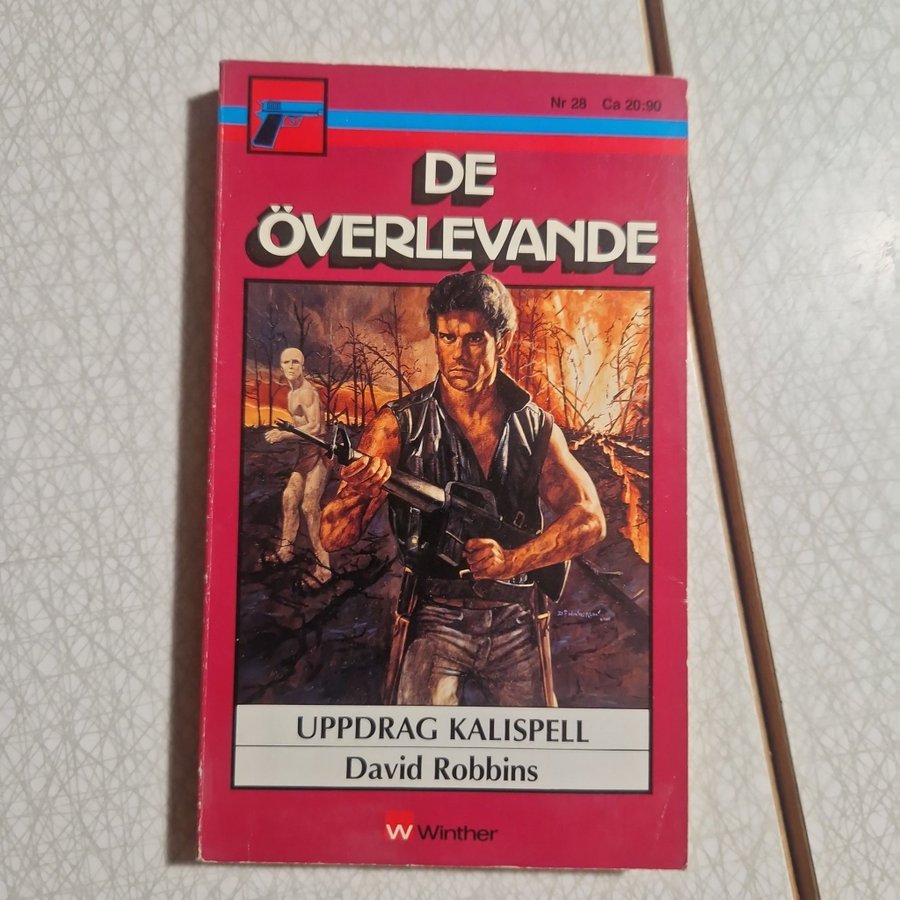 Nr 28 Ca 20:90
DE
ÖVERLEVANDE
UPPDRAG KALISPELL
David Robbins
W Winther